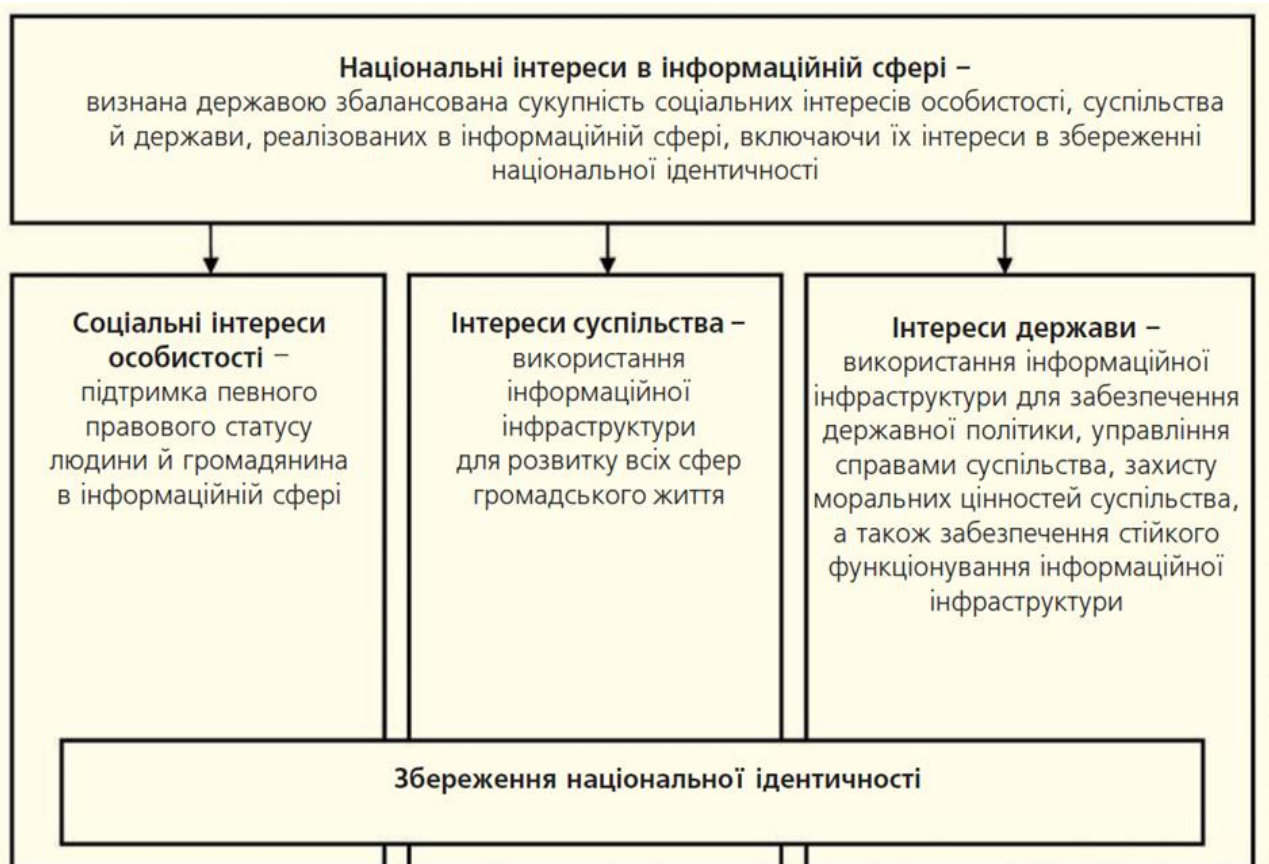 Національні інтереси в інформаційній сфері –
визнана державою збалансована сукупність соціальних інтересів особистості, суспільства
й держави, реалізованих в інформаційній сфері, включаючи їх інтереси в збереженні
національної ідентичності
Соціальні інтереси
особистості –
підтримка певного
правового статусу
людини й громадянина
в інформаційній сфері
Інтереси суспільства –
використання
інформаційної
інфраструктури
для розвитку всіх сфер
громадського життя
Інтереси держави –
використання інформаційної
інфраструктури для забезпечення
державної політики, управління
справами суспільства, захисту
моральних цінностей суспільства,
а також забезпечення стійкого
функціонування інформаційної
інфраструктури
Збереження національної ідентичності